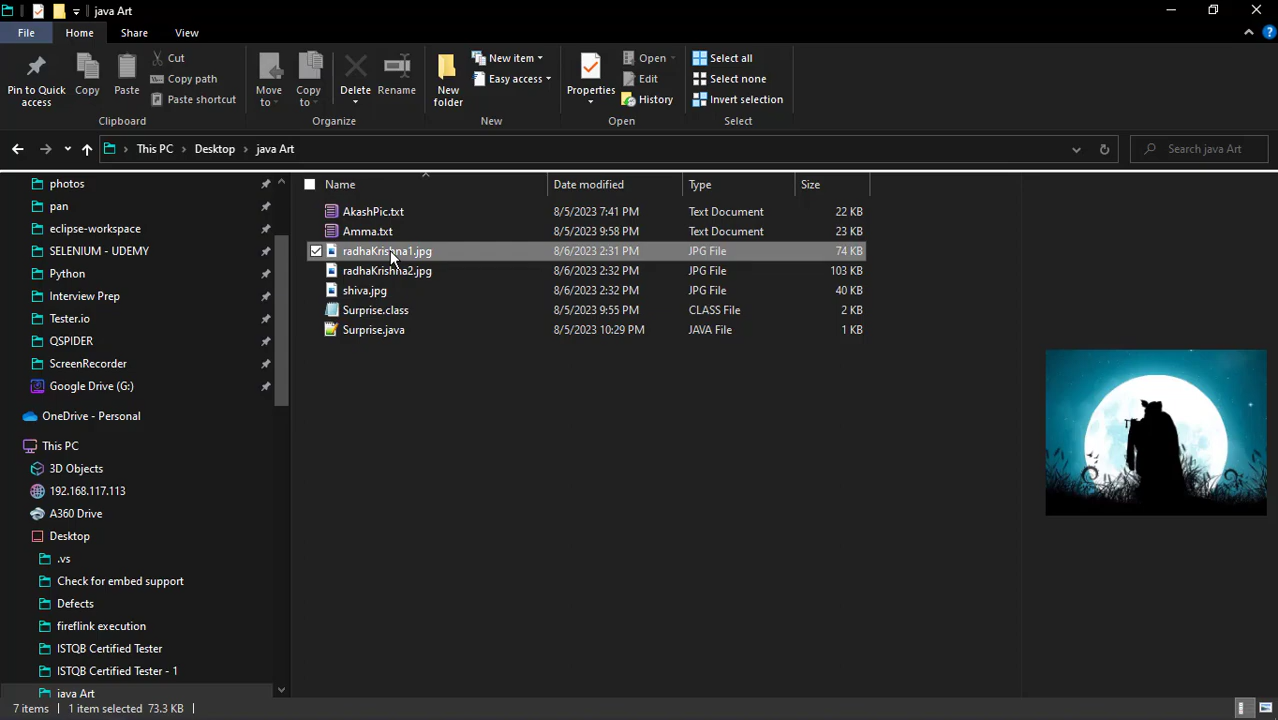 java Art
File Home Share View
Pin to Quick access
Copy
Paste
Cut
Copy path
Paste shortcut
Clipboard
Move to
Copy to
Delete
Rename
Organize
New folder
New item
Easy access
New
Properties
Open
Edit
History
Open
Select all
Select none
Invert selection
Select
This PC Desktop java Art
Search java Art
photos
pan
eclipse-workspace
SELENIUM - UDEMY
Python
Interview Prep
Tester.io
QSPIDER
ScreenRecorder
Google Drive (G:)
OneDrive - Personal
This PC
3D Objects
192.168.117.113
A360 Drive
Desktop
.vs
Check for embed support
Defects
fireflink execution
ISTQB Certified Tester
ISTQB Certified Tester - 1
java Art
Name Date modified Type Size
AkashPic.txt 8/5/2023 7:41 PM Text Document 22 KB
Amma.txt 8/5/2023 9:58 PM Text Document 23 KB
radhaKrishna1.jpg 8/6/2023 2:31 PM JPG File 74 KB
radhaKrishna2.jpg 8/6/2023 2:32 PM JPG File 103 KB
shiva.jpg 8/6/2023 2:32 PM JPG File 40 KB
Surprise.class 8/5/2023 9:55 PM CLASS File 2 KB
Surprise.java 8/5/2023 10:29 PM JAVA File 1 KB
7 items 1 item selected 73.3 KB